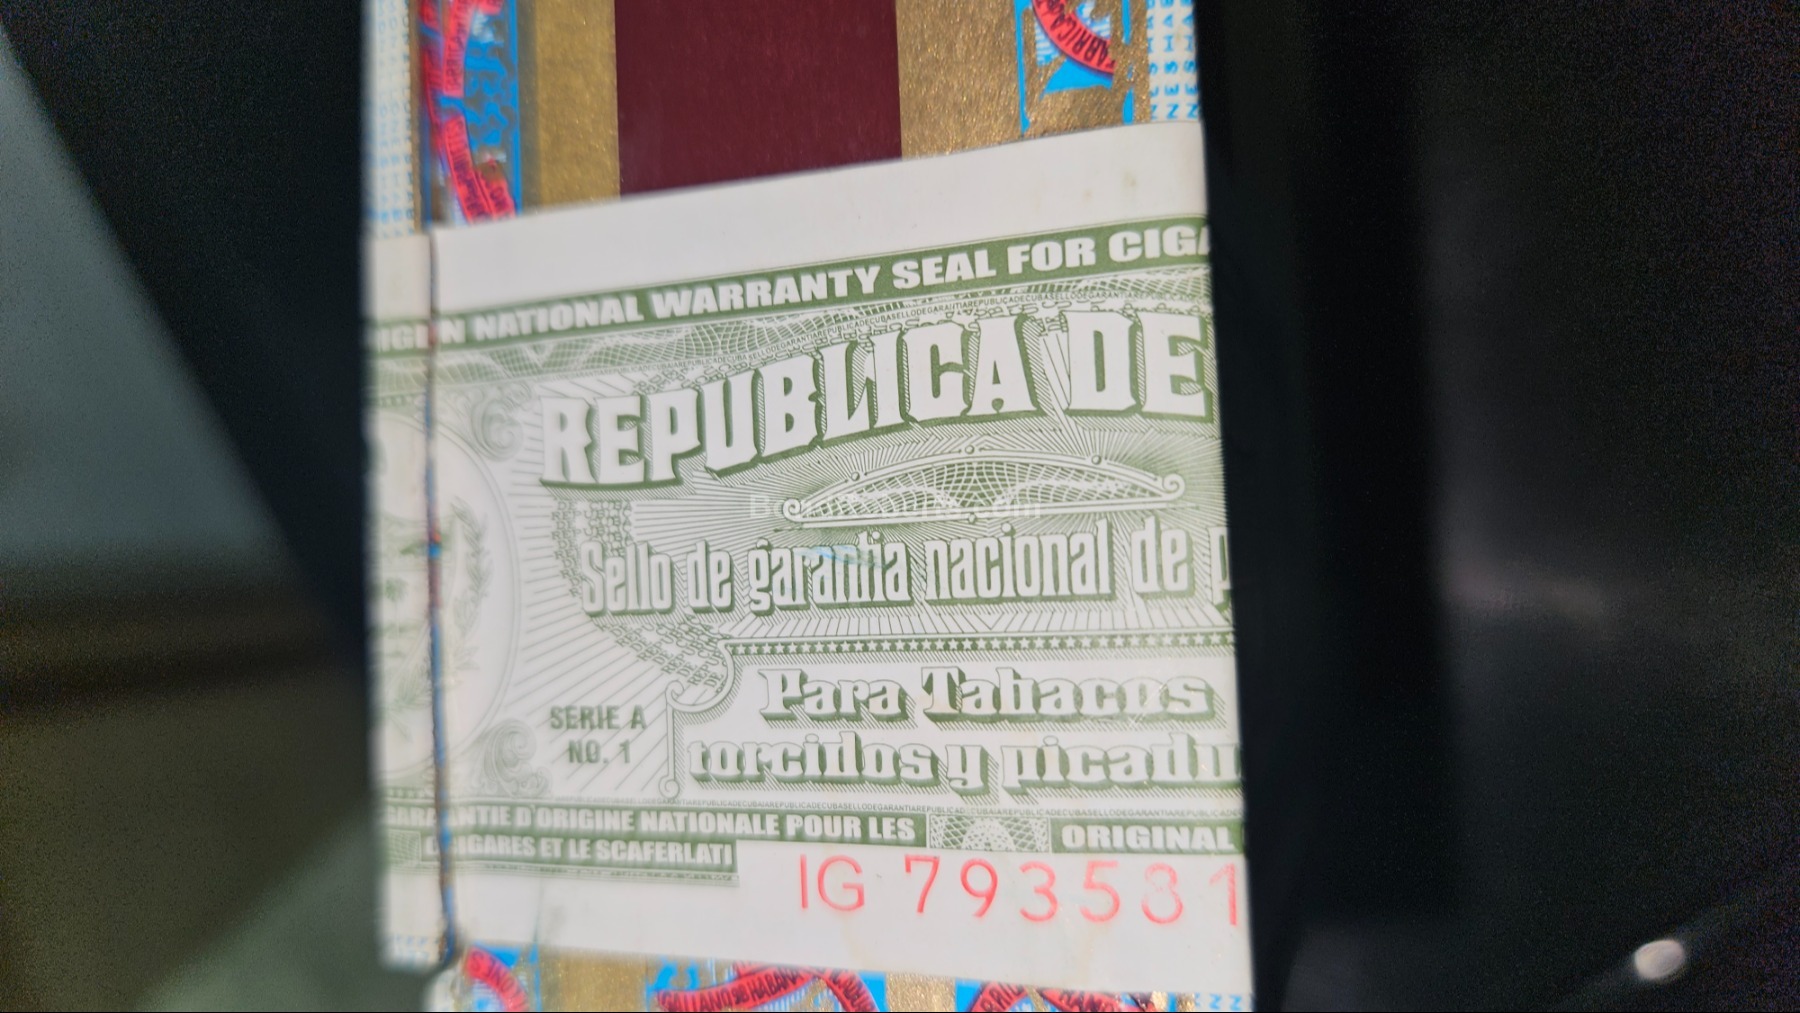 NATIONAL WARRANTY SEAL FOR CIGA
REPUBLICA DE
Sello de garantia nacional de p
Para Tabacos
torcidos y picadu
SERIE A
NO. 1
GARANTIE D'ORIGINE NATIONALE POUR LES
CIGARES ET LE SCAFERLATI
ORIGINAL
IG 793581